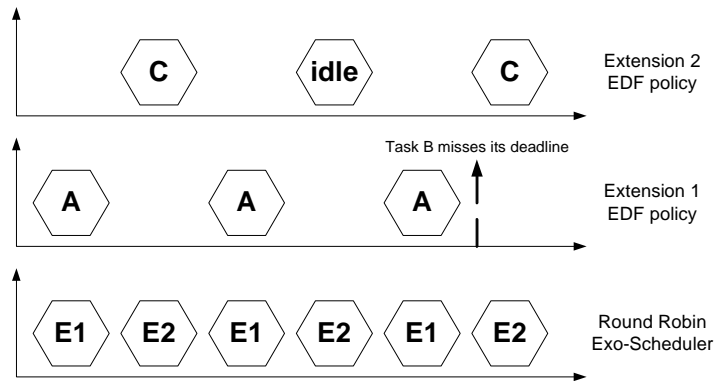 C
idle
C
Extension 2
EDF policy
Task B misses its deadline
A
A
A
Extension 1
EDF policy
E1
E2
E1
E2
E1
E2
Round Robin
Exo-Scheduler